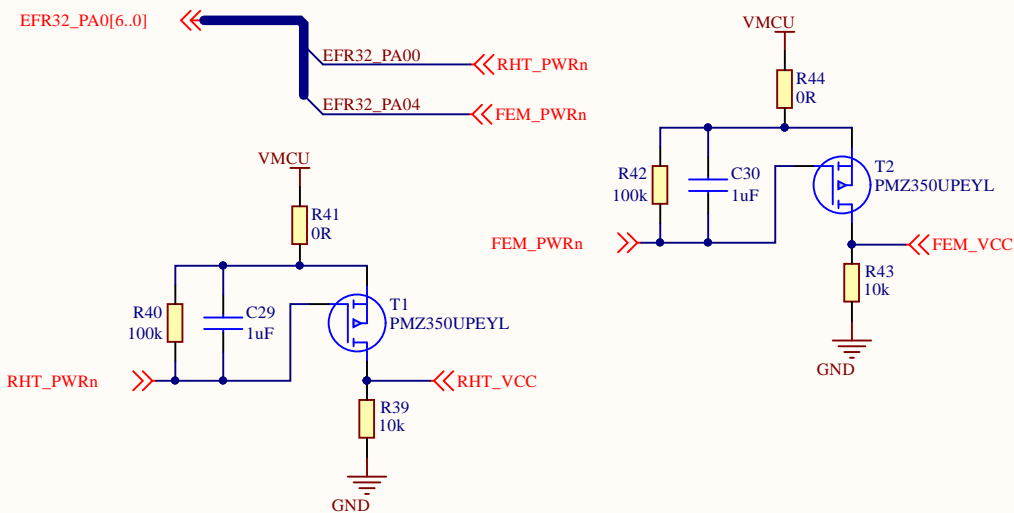 EFR32_PA0[6..0]
EFR32_PA00
RHT_PWRn
EFR32_PA04
FEM_PWRn
VMCU
R44
0R
R42
100k
C30
1uF
T2
PMZ350UPEYL
FEM_PWRn
FEM_VCC
R43
10k
GND
VMCU
R41
0R
R40
100k
C29
1uF
T1
PMZ350UPEYL
RHT_PWRn
RHT_VCC
R39
10k
GND